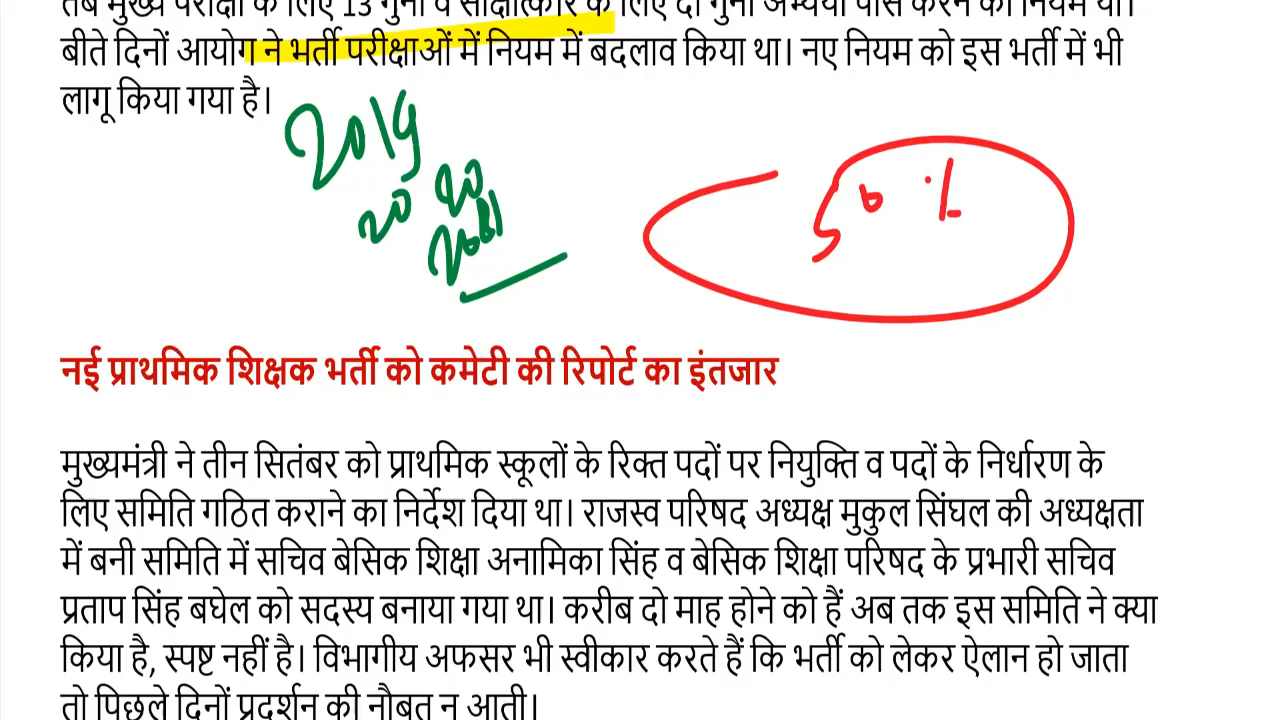 तब मुख्य परीक्षा के लिए 13 गुना व साक्षात्कार के लिए दो गुना अभ्यर्थी पास करने का नियम था।
बीते दिनों आयोग ने भर्ती परीक्षाओं में नियम में बदलाव किया था। नए नियम को इस भर्ती में भी
लागू किया गया है।
2019
20 20
2021
50 %
नई प्राथमिक शिक्षक भर्ती को कमेटी की रिपोर्ट का इंतजार
मुख्यमंत्री ने तीन सितंबर को प्राथमिक स्कूलों के रिक्त पदों पर नियुक्ति व पदों के निर्धारण के
लिए समिति गठित कराने का निर्देश दिया था। राजस्व परिषद अध्यक्ष मुकुल सिंघल की अध्यक्षता
में बनी समिति में सचिव बेसिक शिक्षा अनामिका सिंह व बेसिक शिक्षा परिषद के प्रभारी सचिव
प्रताप सिंह बघेल को सदस्य बनाया गया था। करीब दो माह होने को हैं अब तक इस समिति ने क्या
किया है, स्पष्ट नहीं है। विभागीय अफसर भी स्वीकार करते हैं कि भर्ती को लेकर ऐलान हो जाता
तो पिछले दिनों प्रदर्शन की नौबत न आती।